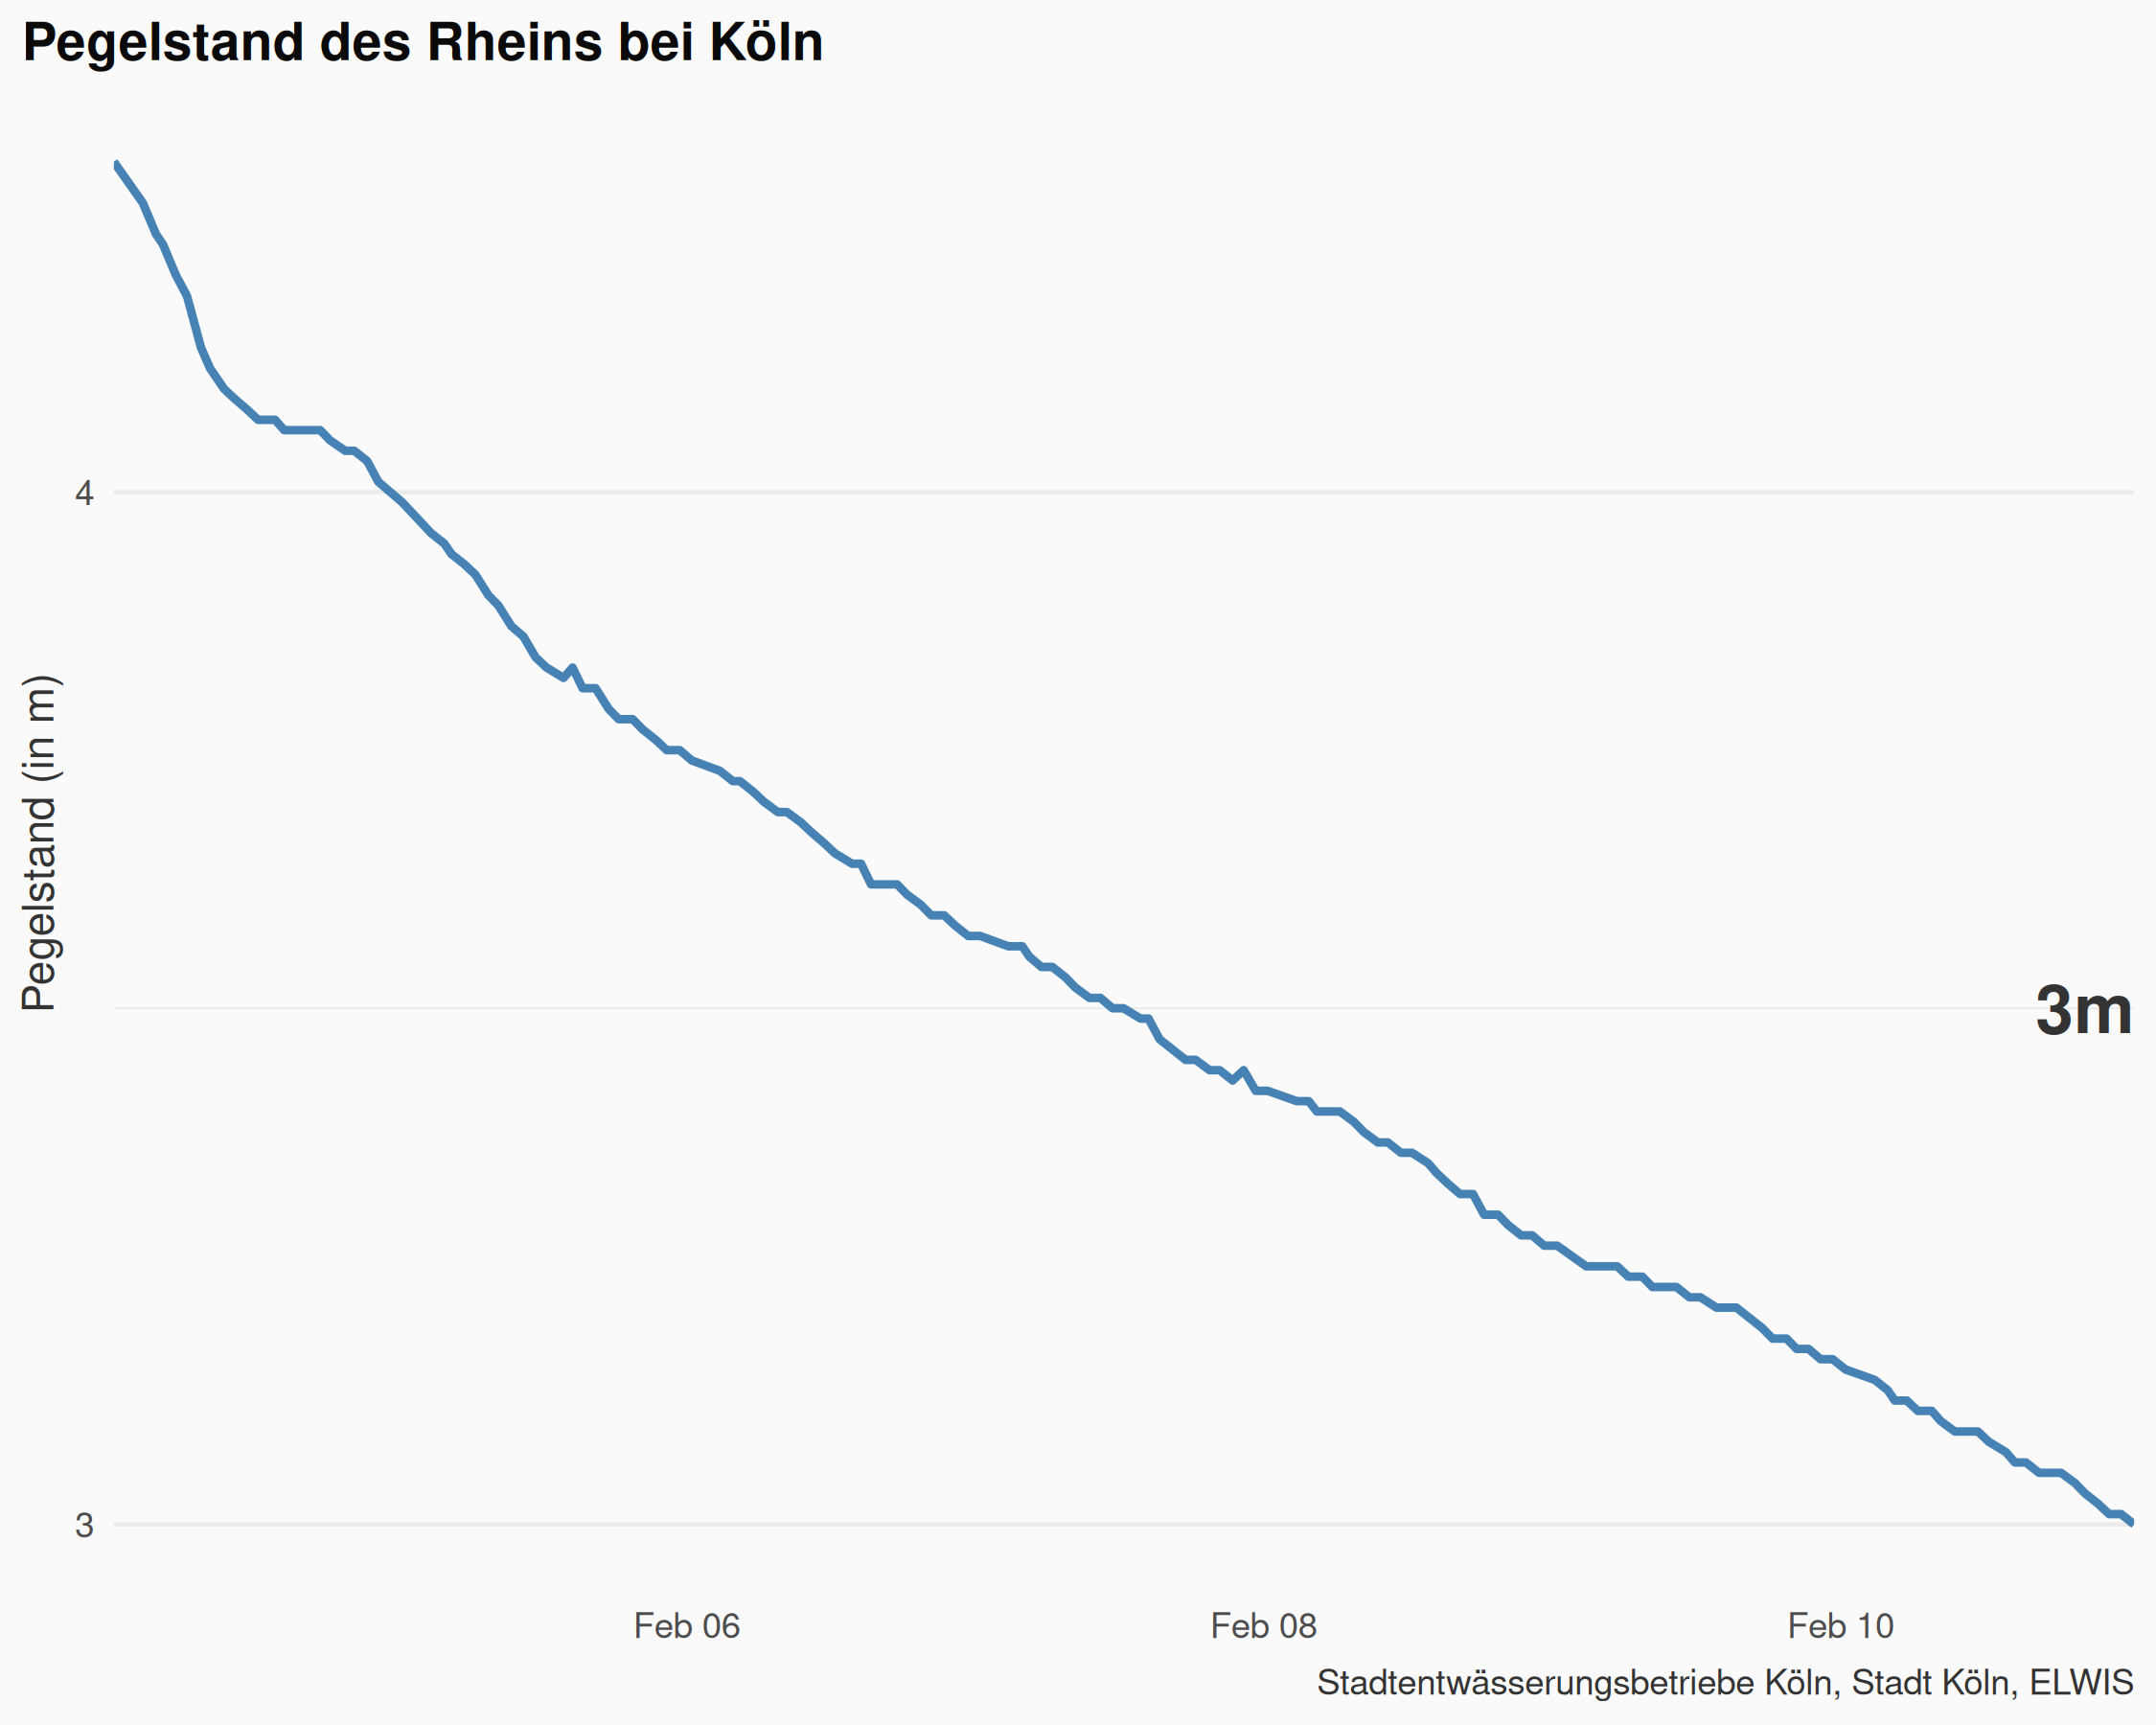 Pegelstand des Rheins bei Köln
Pegelstand (in m)
4
3m
3
Feb 06
Feb 08
Feb 10
Stadtentwässerungsbetriebe Köln, Stadt Köln, ELWIS